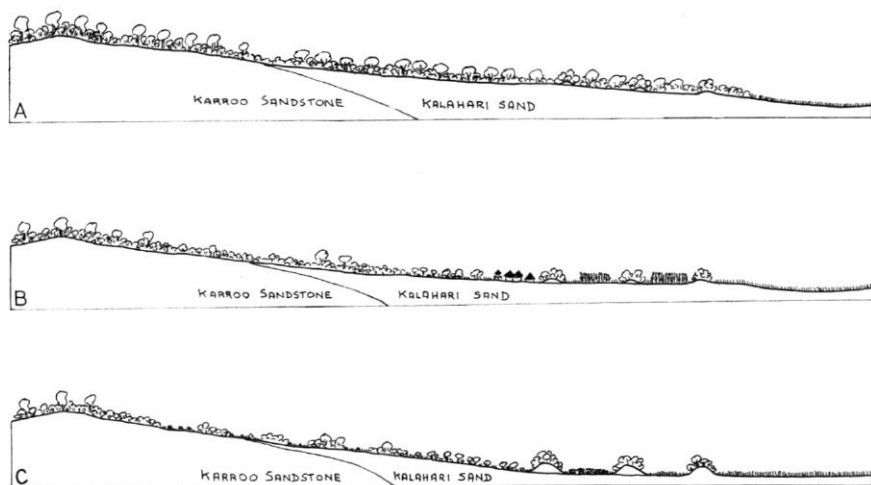 KARROO SANDSTONE KALAHARI SAND
A
KARROO SANDSTONE KALAHARI SAND
B
KARROO SANDSTONE KALAHARI SAND
C